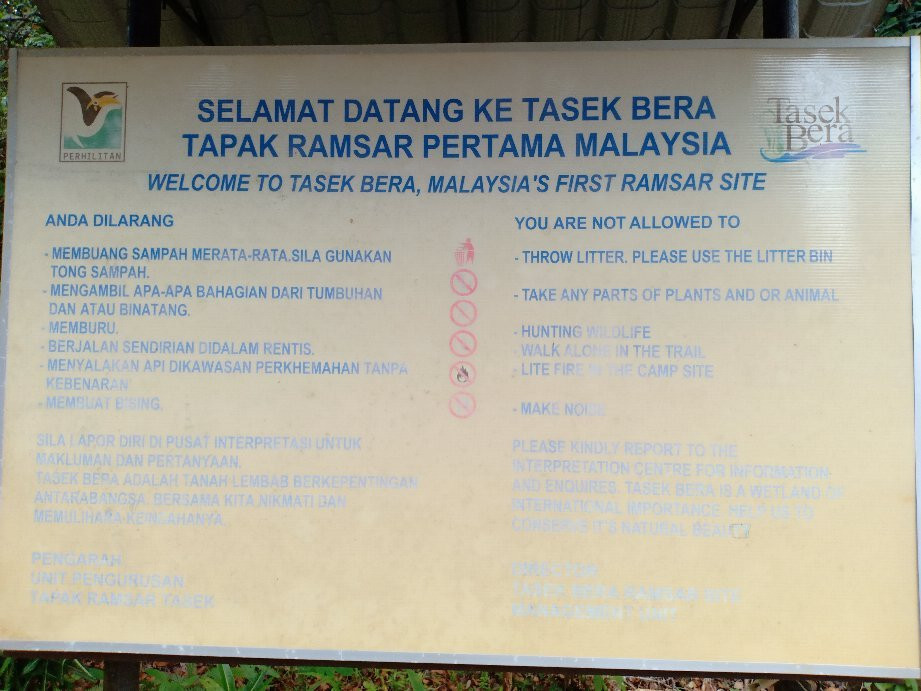 PERHILITAN
Tasek
Bera
SELAMAT DATANG KE TASEK BERA
TAPAK RAMSAR PERTAMA MALAYSIA
WELCOME TO TASEK BERA, MALAYSIA'S FIRST RAMSAR SITE
ANDA DILARANG
- MEMBUANG SAMPAH MERATA-RATA.SILA GUNAKAN
TONG SAMPAH.
- MENGAMBIL APA-APA BAHAGIAN DARI TUMBUHAN
DAN ATAU BINATANG.
- MEMBURU.
- BERJALAN SENDIRIAN DIDALAM RENTIS.
- MENYALAKAN API DIKAWASAN PERKHEMAHAN TANPA
KEBENARAN
- MEMBUAT BISING.
SILA LAPOR DIRI DI PUSAT INTERPRETASI UNTUK
MAKLUMAN DAN PERTANYAAN.
TASEK BERA ADALAH TANAH LEMBAB BERKEPENTINGAN
ANTARABANGSA. BERSAMA KITA NIKMATI DAN
MEMULIHARA KEINLAHANYA.
PENGARAH
UNIT PENGURUSAN
TAPAK RAMSAR TASEK
YOU ARE NOT ALLOWED TO
- THROW LITTER. PLEASE USE THE LITTER BIN
- TAKE ANY PARTS OF PLANTS AND OR ANIMAL
- HUNTING WILDLIFE
- WALK ALONE IN THE TRAIL
- LITE FIRE IN THE CAMP SITE
- MAKE NOISE
PLEASE KINDLY REPORT TO THE
INTERPRETATION CENTRE FOR INFORMATION
AND ENQUIRES. TASEK BERA IS A WETLAND OF
INTERNATIONAL IMPORTANCE. HELP US TO
CONSERVE IT'S NATURAL BEAUTY
DIRECTOR
TASEK BERA RAMSAR SITE
MANAGEMENT UNIT